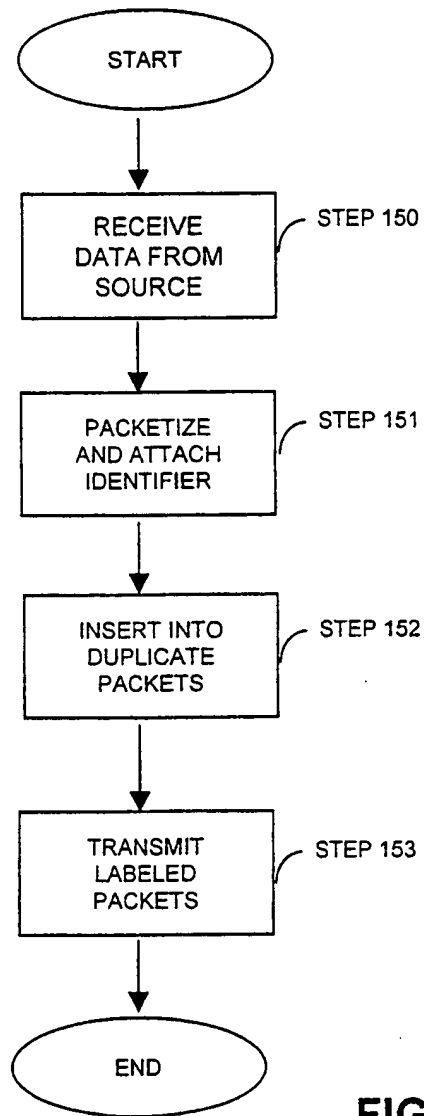 START
RECEIVE
DATA FROM
SOURCE
STEP 150
PACKETIZE
AND ATTACH
IDENTIFIER
STEP 151
INSERT INTO
DUPLICATE
PACKETS
STEP 152
TRANSMIT
LABELED
PACKETS
STEP 153
END
FIG